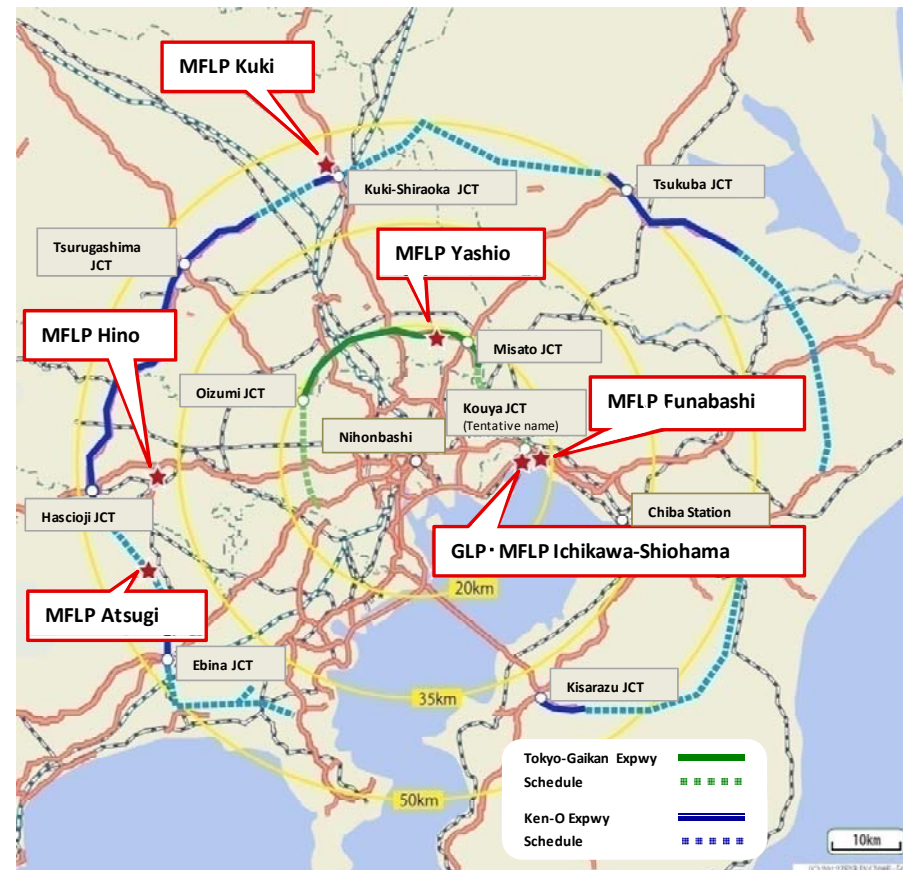 MFLP Kuki
Kuki-Shiraoka JCT
Tsukuba JCT
Tsurugashima
JCT
MFLP Yashio
MFLP Hino
Misato JCT
Oizumi JCT
Kouya JCT
(Tentative name)
MFLP Funabashi
Nihonbashi
Hascioji JCT
Chiba Station
GLP・MFLP Ichikawa-Shiohama
20km
MFLP Atsugi
Ebina JCT
Kisarazu JCT
35km
50km
Tokyo-Gaikan Expwy
Schedule
Ken-O Expwy
Schedule
10km